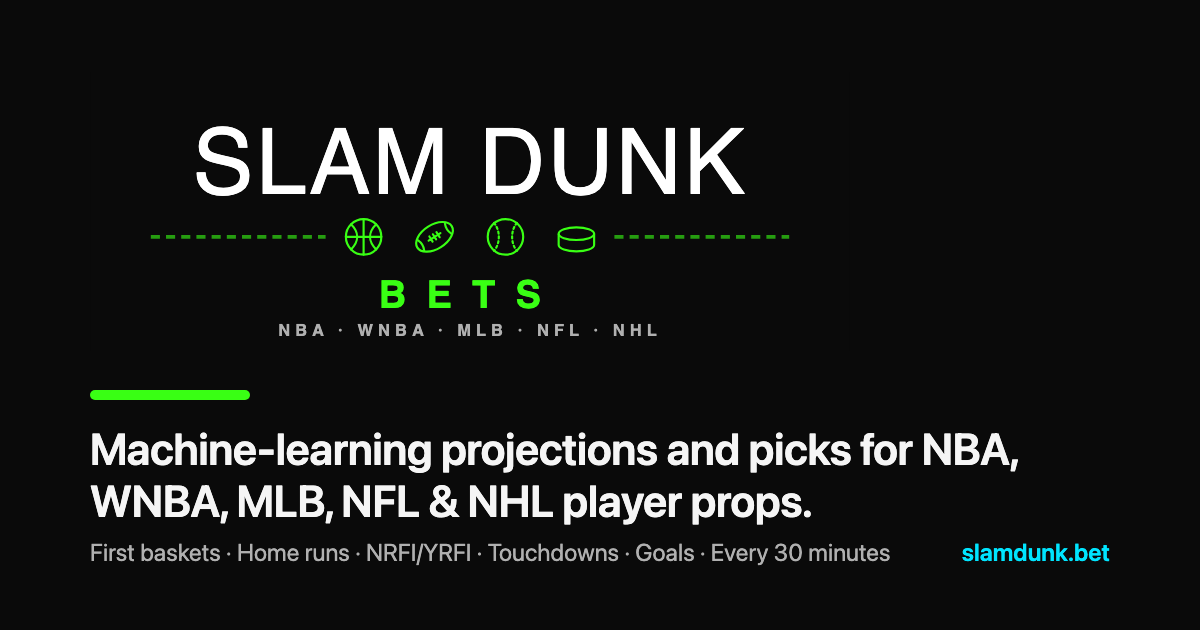 SLAM DUNK
BETS
NBA · WNBA · MLB · NFL · NHL
Machine-learning projections and picks for NBA,
WNBA, MLB, NFL & NHL player props.
First baskets · Home runs · NRFI/YRFI · Touchdowns · Goals · Every 30 minutes
slamdunk.bet